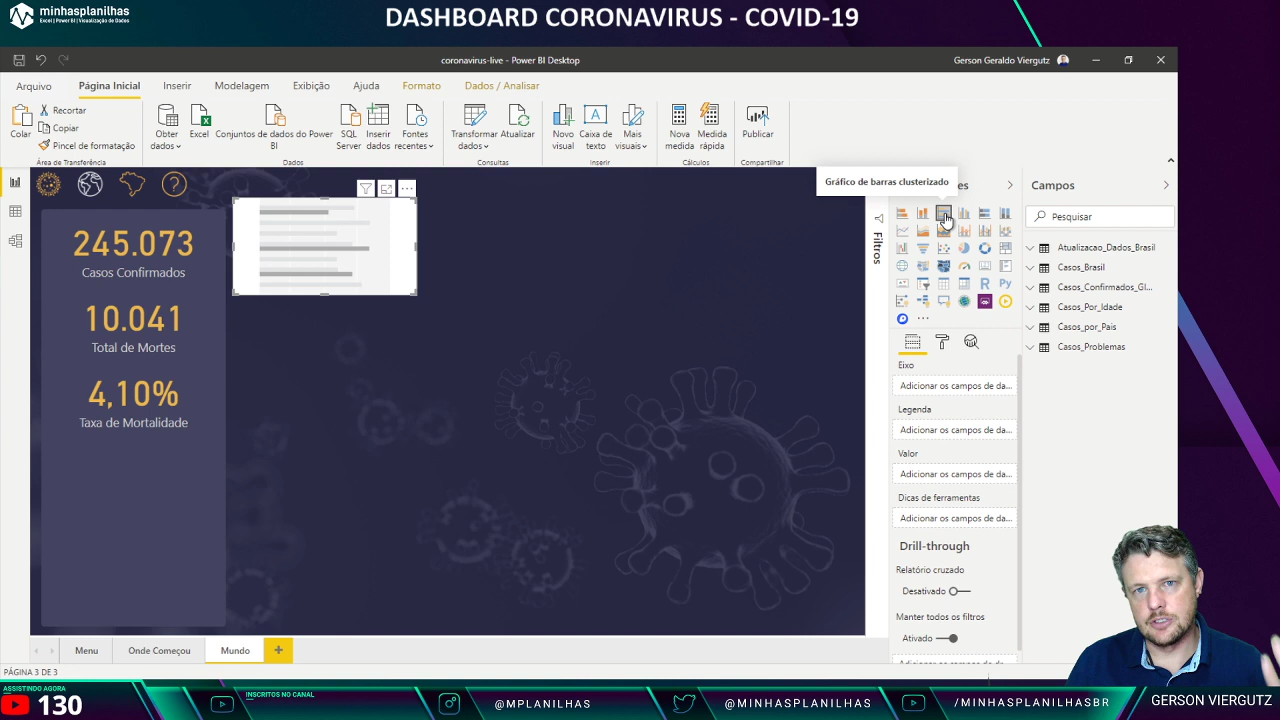 minhasplanilhas
Excel | Power BI | Visualização de Dados
DASHBOARD CORONAVIRUS - COVID-19
coronavirus-live - Power BI Desktop
Gerson Geraldo Viergutz
Arquivo
Página Inicial
Inserir
Modelagem
Exibição
Ajuda
Formato
Dados / Analisar
Colar
Recortar
Copiar
Pincel de formatação
Área de Transferência
Obter
dados
Excel
Conjuntos de dados do Power
BI
SQL
Server
Inserir
dados
Fontes
recentes
Dados
Transformar
dados
Atualizar
Consultas
Novo
visual
Caixa de
texto
Mais
visuais
Inserir
Nova
medida
Medida
rápida
Cálculos
Publicar
Compartilhar
245.073
Casos Confirmados
10.041
Total de Mortes
4,10%
Taxa de Mortalidade
Filtros
Gráfico de barras clusterizado
es
R
Py
Eixo
Adicionar os campos de da...
Legenda
Adicionar os campos de da...
Valor
Adicionar os campos de da...
Dicas de ferramentas
Adicionar os campos de da...
Drill-through
Relatório cruzado
Desativado
Manter todos os filtros
Ativado
Campos
Pesquisar
Atualizacao_Dados_Brasil
Casos_Brasil
Casos_Confirmados_Gl...
Casos_Por_Idade
Casos_por_Pais
Casos_Problemas
Menu
Onde Começou
Mundo
PÁGINA 3 DE 3
ASSISTINDO AGORA
130
INSCRITOS NO CANAL
@MPLANILHAS
@MINHASPLANILHAS
/MINHASPLANILHASBR
GERSON VIERGUTZ